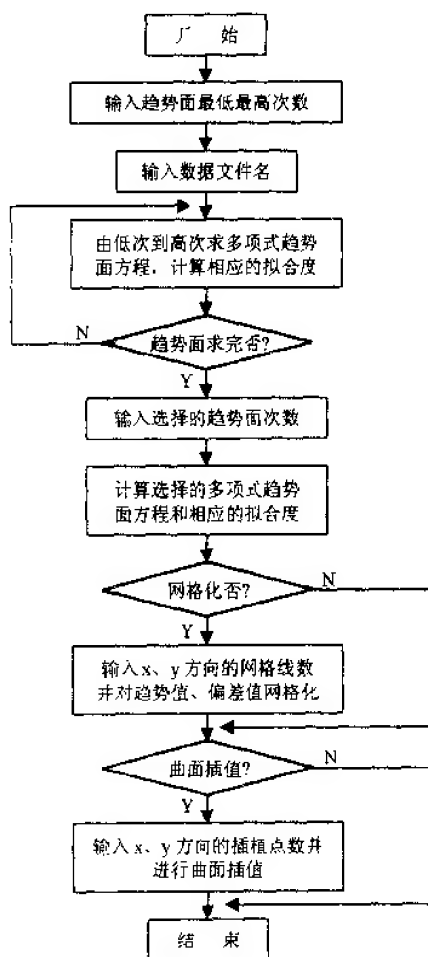 开 始
输入趋势面最低最高次数
输入数据文件名
由低次到高次求多项式趋势
面方程，计算相应的拟合度
N
趋势面求完否?
Y
输入选择的趋势面次数
计算选择的多项式趋势
面方程和相应的拟合度
网格化否?
N
Y
输入x、y方向的网格线数
并对趋势值、偏差值网格化
曲面插值?
N
Y
输入x、y方向的插植点数并
进行曲面插值
结 束